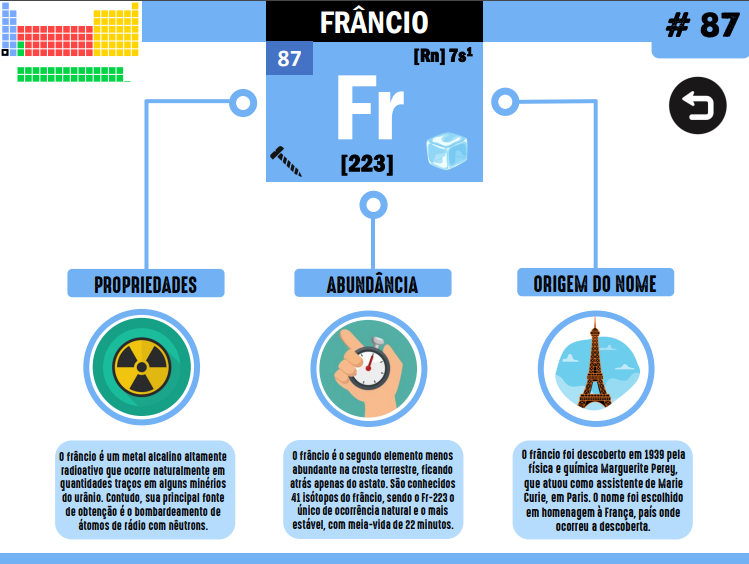 FRÂNCIO
# 87
87
[Rn] 7s¹
Fr
[223]
PROPRIEDADES
ABUNDÂNCIA
ORIGEM DO NOME
O frâncio é um metal alcalino altamente
radioativo que ocorre naturalmente em
quantidades traços em alguns minérios
do urânio. Contudo, sua principal fonte
de obtenção é o bombardeamento de
átomos de rádio com nêutrons.
O frâncio é o segundo elemento menos
abundante na crosta terrestre, ficando
atrás apenas do astato. São conhecidos
41 isótopos do frâncio, sendo o Fr-223 o
único de ocorrência natural e o mais
estável, com meia-vida de 22 minutos.
O frâncio foi descoberto em 1939 pela
física e química Marguerite Perey,
que atuou como assistente de Marie
Curie, em Paris. O nome foi escolhido
em homenagem à França, país onde
ocorreu a descoberta.